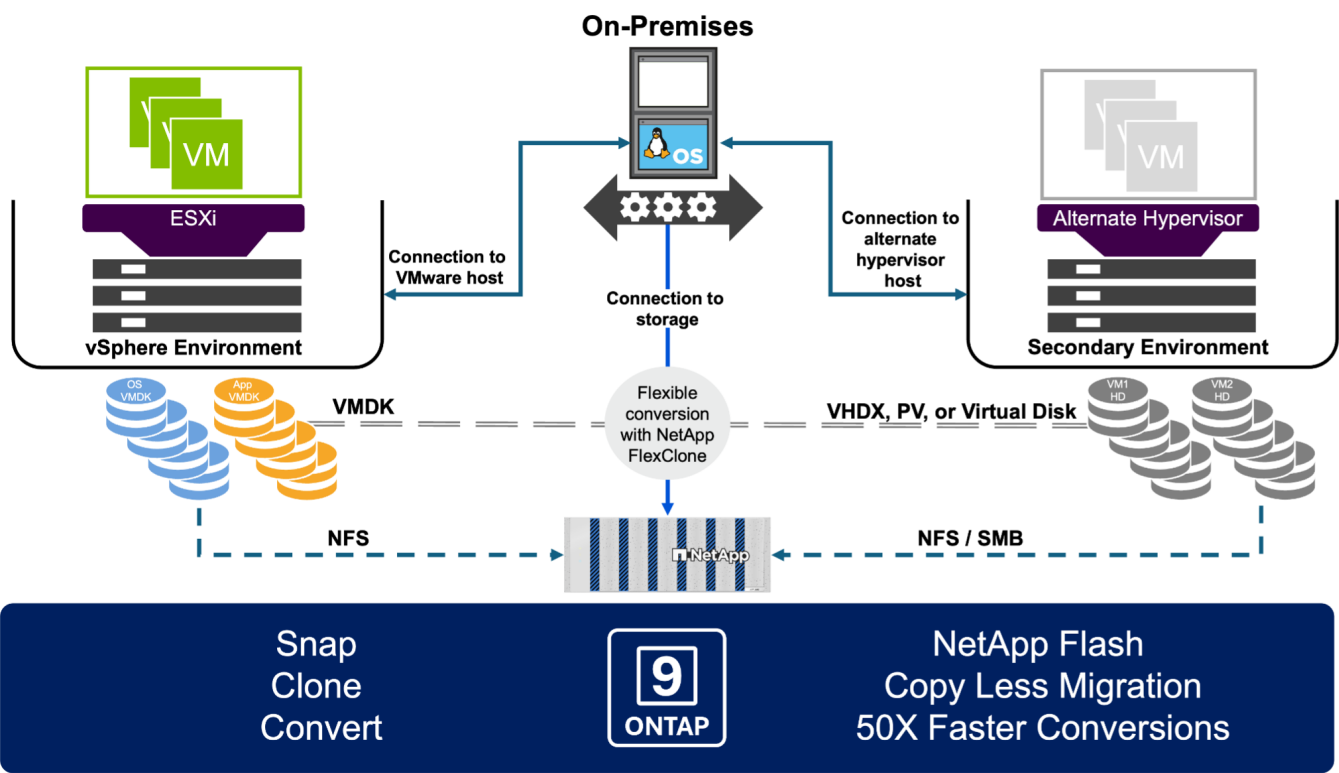 On-Premises
VM
OS
VM
ESXi
Alternate Hypervisor
Connection to
VMware host
Connection to
storage
Connection to
alternate
hypervisor
host
vSphere Environment
Secondary Environment
OS
VMDK
App
VMDK
VMDK
Flexible
conversion
with NetApp
FlexClone
VHDX, PV, or Virtual Disk
VM1
HD
VM2
HD
NFS
NetApp
NFS / SMB
Snap
Clone
Convert
9
ONTAP
NetApp Flash
Copy Less Migration
50X Faster Conversions